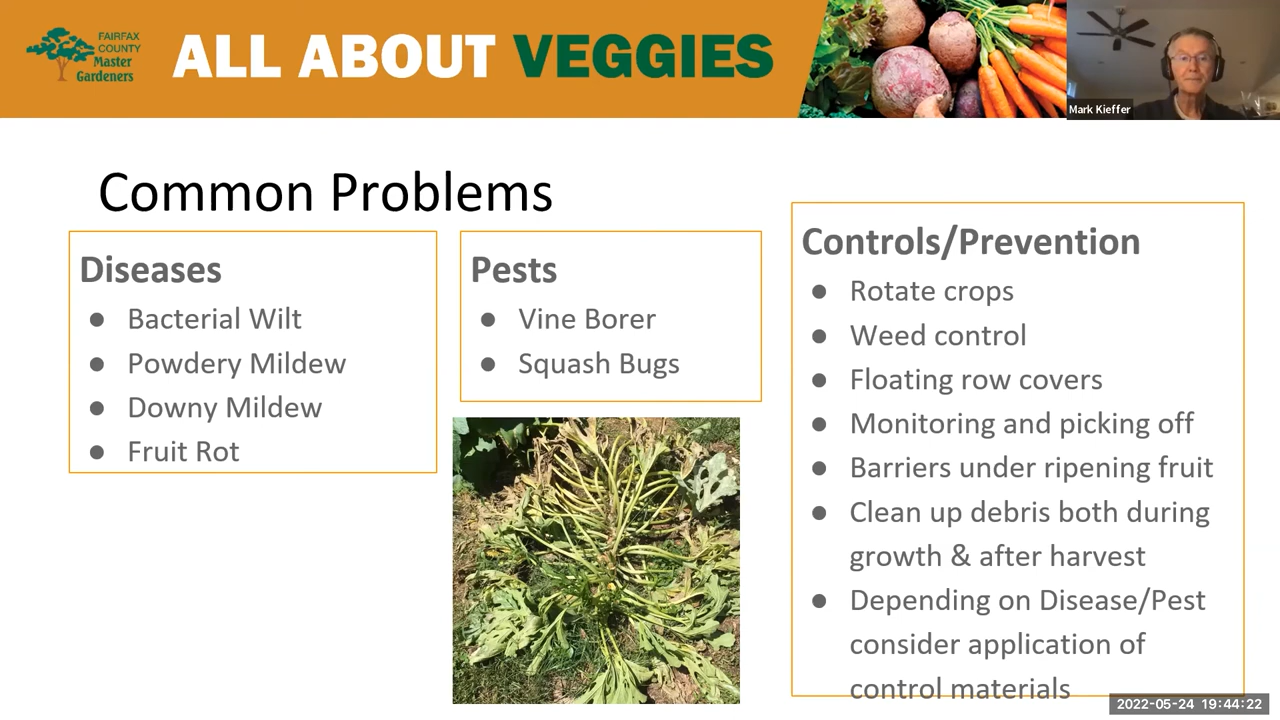 FAIRFAX
COUNTY
Master
Gardeners
ALL ABOUT VEGGIES
Mark Kieffer
Common Problems
Diseases
● Bacterial Wilt
● Powdery Mildew
● Downy Mildew
● Fruit Rot
Pests
● Vine Borer
● Squash Bugs
Controls/Prevention
● Rotate crops
● Weed control
● Floating row covers
● Monitoring and picking off
● Barriers under ripening fruit
● Clean up debris both during
growth & after harvest
● Depending on Disease/Pest
consider application of
control materials
2022-05-24 19:44:22